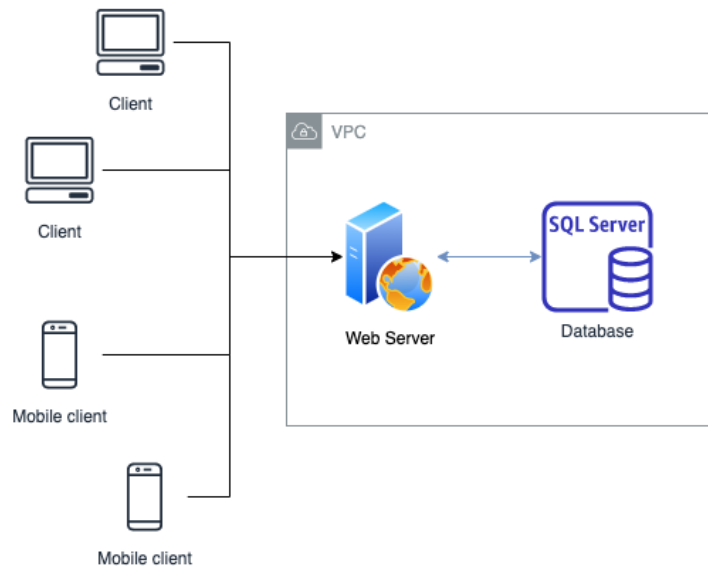 Client
VPC
Client
SQL Server
Web Server
Database
Mobile client
Mobile client